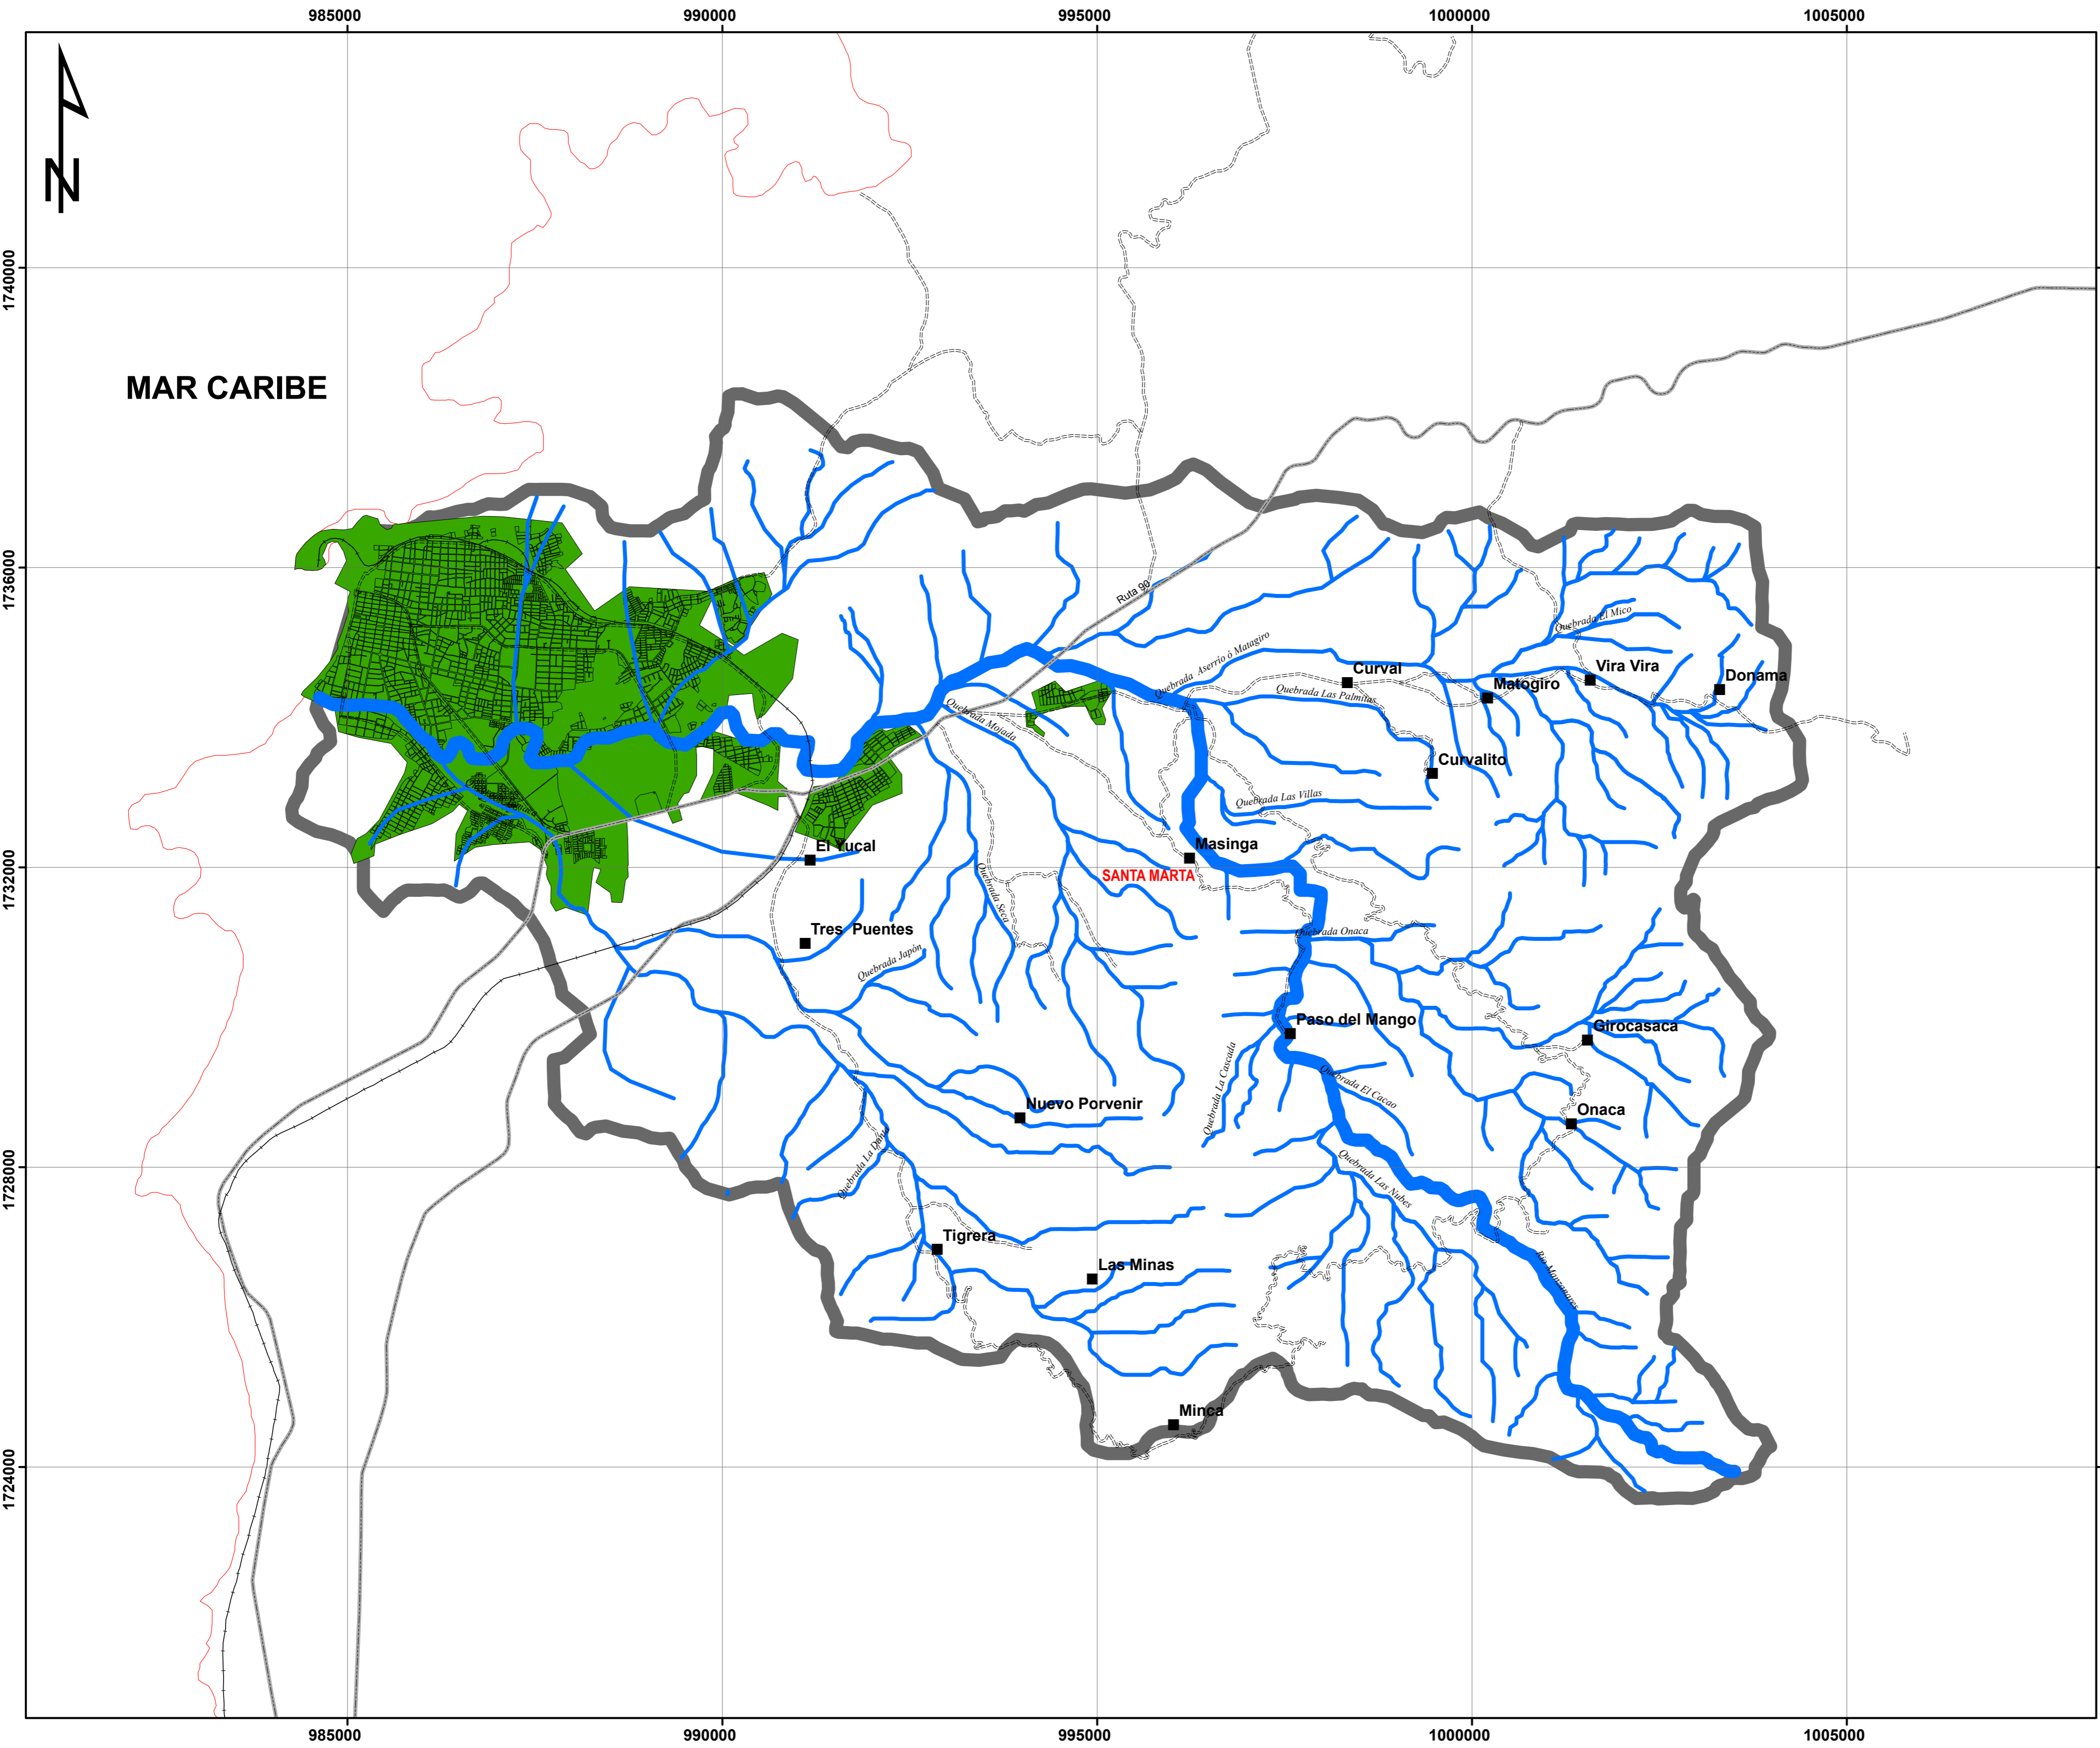 985000
990000
995000
1000000
1005000
N
1740000
MAR CARIBE
1736000
Ruta 90
Quebrada El Mico
Quebrada Aserrio ó Matagiro
Curval
Vira Vira
Donama
Matogiro
Quebrada Las Palmitas
Quebrada Mojada
Curvalito
Quebrada Las Villas
El Yucal
Masinga
1732000
SANTA MARTA
Quebrada Seca
Tres Puentes
Quebrada Onaca
Quebrada Japón
Paso del Mango
Girocasaca
Quebrada La Cascada
Quebrada El Cacao
Nuevo Porvenir
Onaca
Quebrada La Danta
1728000
Quebrada Las Nubes
Tigrera
Las Minas
Rio Manzanares
Minca
1724000
985000
990000
995000
1000000
1005000